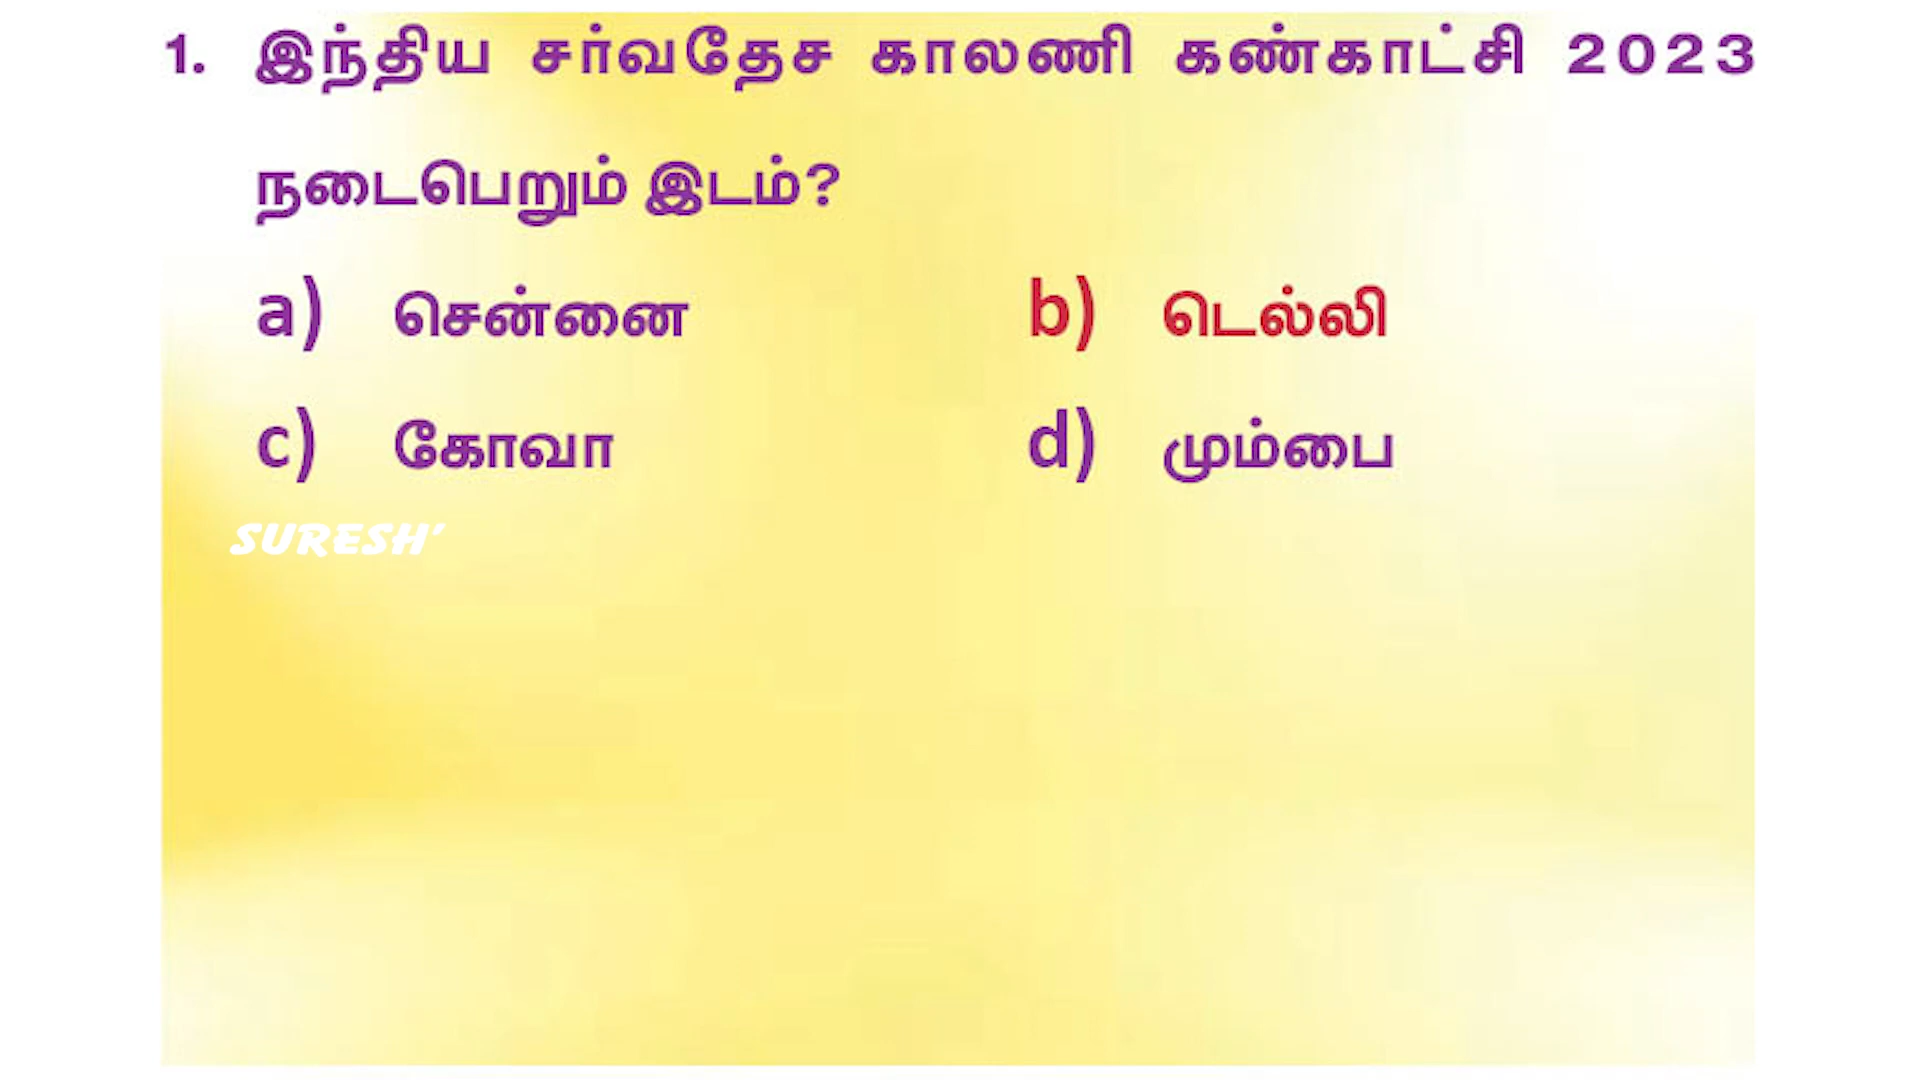 1. இந்திய சர்வதேச காலணி கண்காட்சி 2023
நடைபெறும் இடம்?
a) சென்னை b) டெல்லி
c) கோவா d) மும்பை
SURESH’